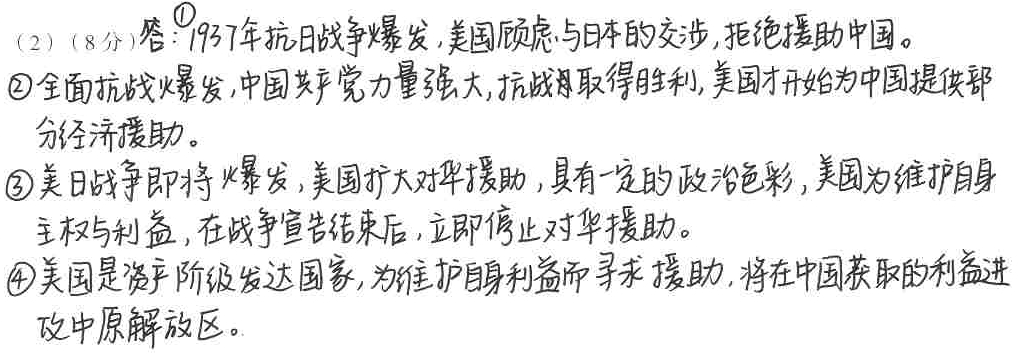 （2）（8分）答：①1937年抗日战争爆发，美国顾虑与日本的交涉，拒绝援助中国。
②全面抗战爆发，中国共产党力量强大，抗战取得胜利，美国才开始为中国提供部
分经济援助。
③美日战争即将爆发，美国扩大对华援助，具有一定的政治色彩，美国为维护自身
主权与利益，在战争宣告结束后，立即停止对华援助。
④美国是资产阶级发达国家，为维护自身利益而寻求援助，将在中国获取的利益进
攻中原解放区。